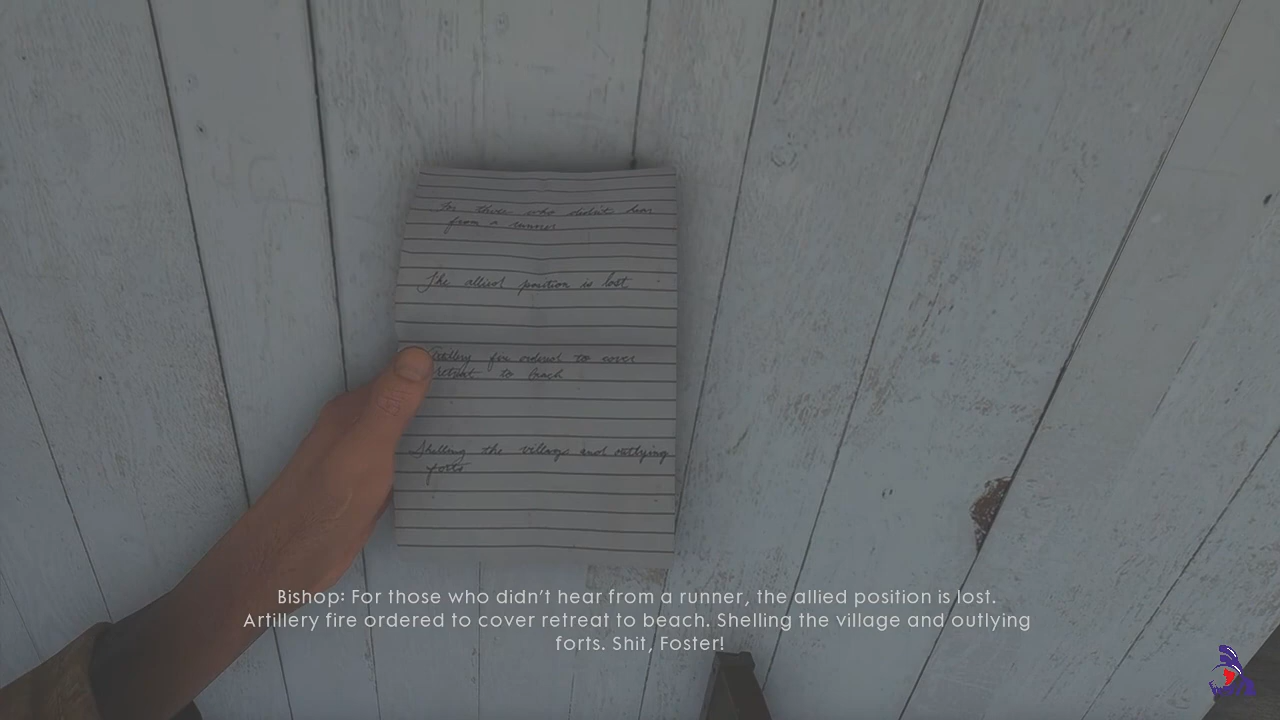 For those who didn't hear
from a runner
The allied position is lost
Artillery fire ordered to cover
retreat to beach
Shelling the village and outlying
forts
Bishop: For those who didn't hear from a runner, the allied position is lost.
Artillery fire ordered to cover retreat to beach. Shelling the village and outlying
forts. Shit, Foster!